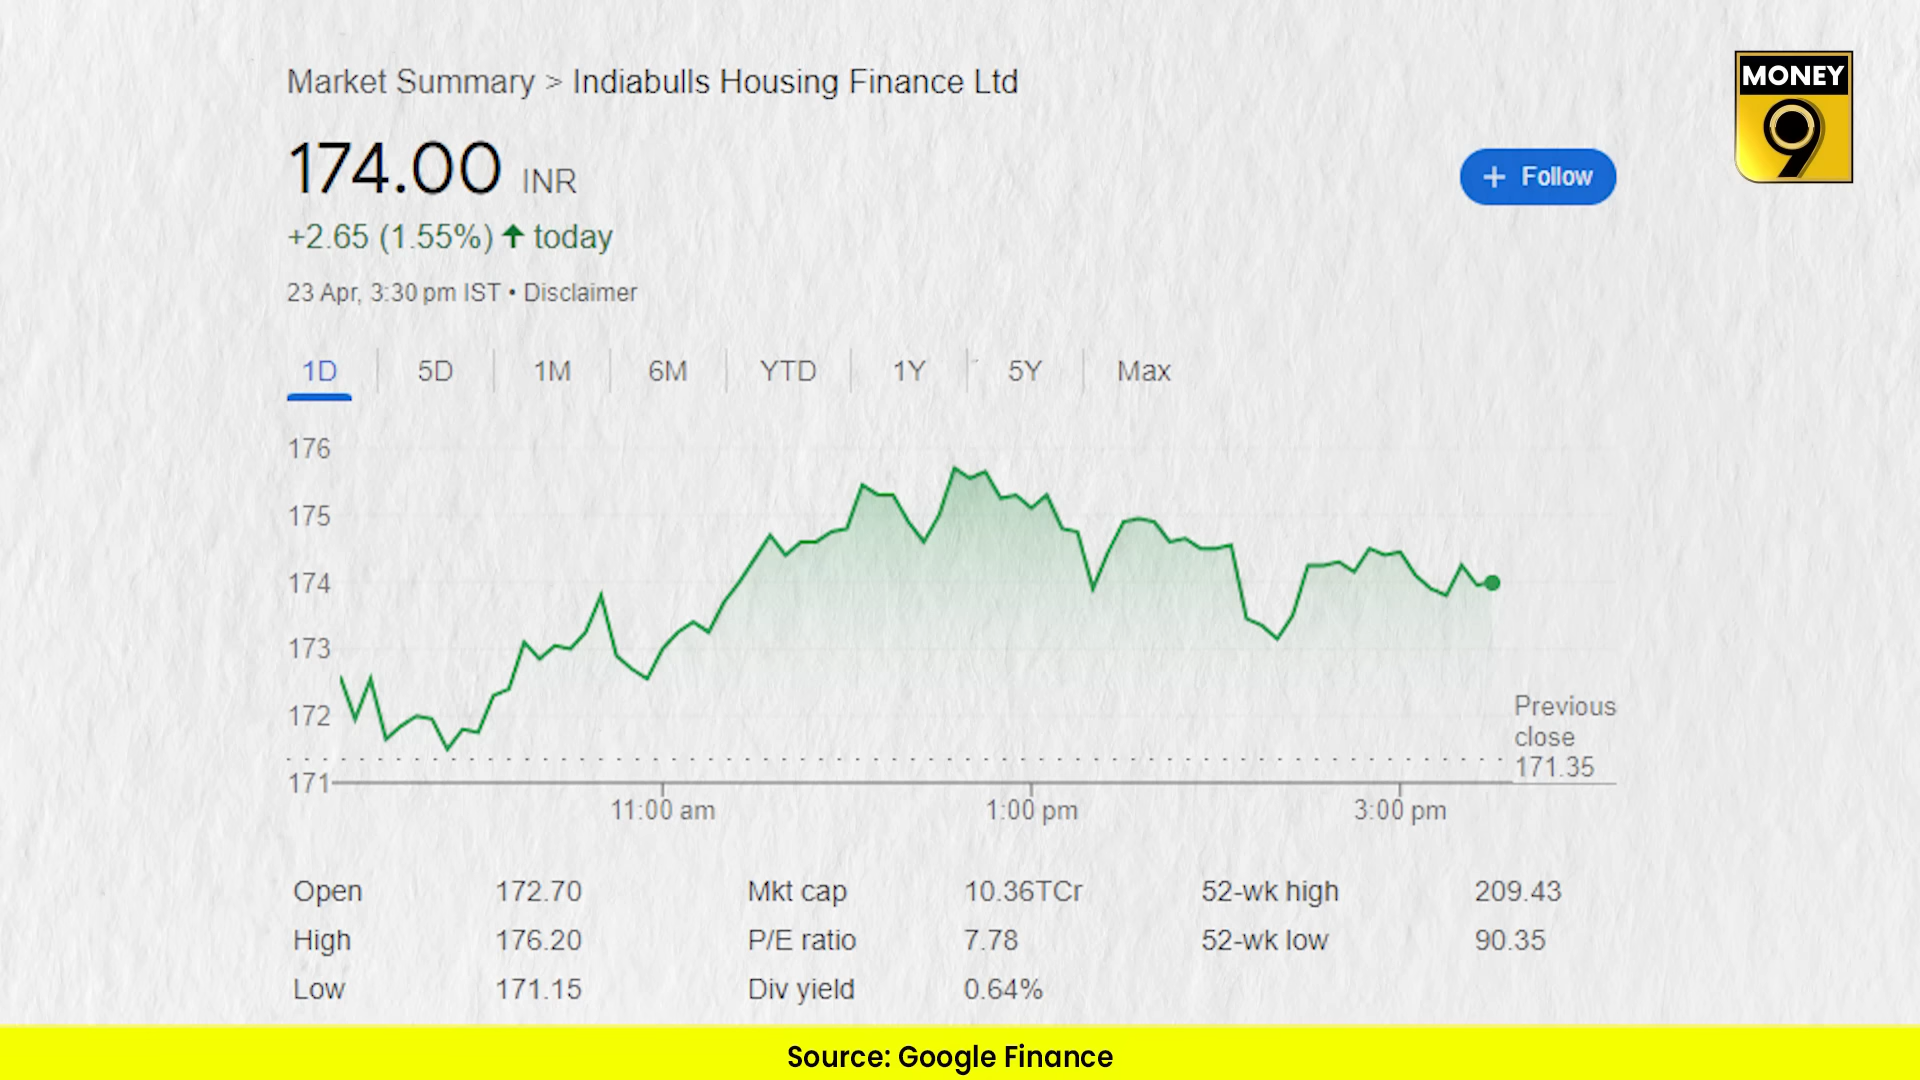 Market Summary > Indiabulls Housing Finance Ltd
MONEY
9
174.00 INR
+ Follow
+2.65 (1.55%) ↑ today
23 Apr, 3:30 pm IST • Disclaimer
1D 5D 1M 6M YTD 1Y 5Y Max
176
175
174
173
172
171
Previous
close
171.35
11:00 am 1:00 pm 3:00 pm
Open 172.70 Mkt cap 10.36TCr 52-wk high 209.43
High 176.20 P/E ratio 7.78 52-wk low 90.35
Low 171.15 Div yield 0.64%
Source: Google Finance